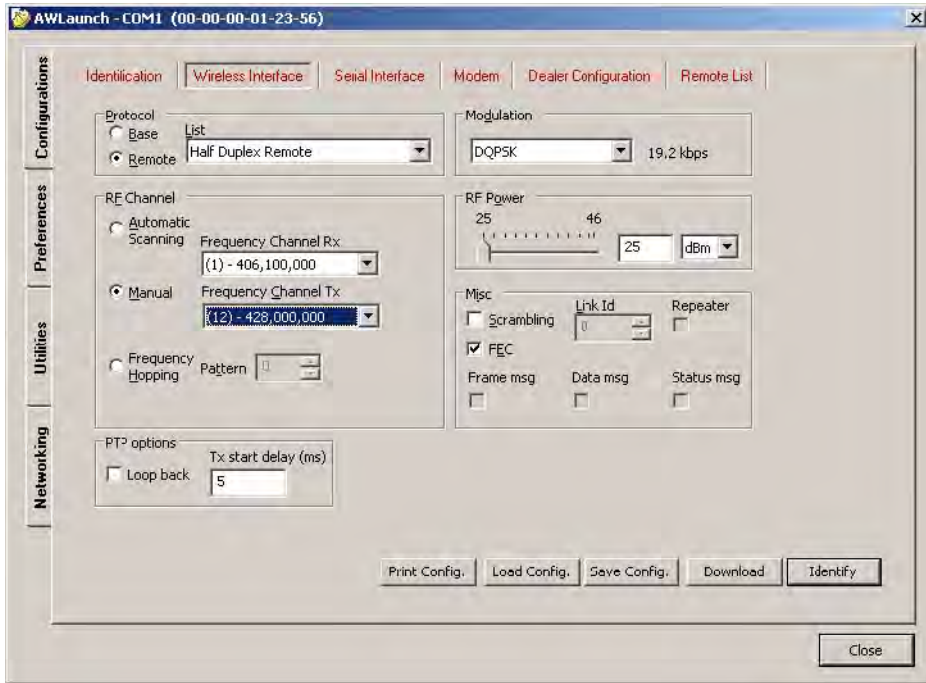 AWLaunch - COM1 (00-00-00-01-23-56)
Configurations
Preferences
Utilities
Networking
Identification
Wireless Interface
Serial Interface
Modem
Dealer Configuration
Remote List
Protocol
Base
Remote
List
Half Duplex Remote
Modulation
DQPSK
19.2 kbps
RF Channel
Automatic
Scanning
Frequency Channel Rx
(1) - 406,100,000
Manual
Frequency Channel Tx
(12) - 428,000,000
Frequency
Hopping
Pattern
0
RF Power
25
46
25
dBm
Misc
Scrambling
Link Id
0
Repeater
FEC
Frame msg
Data msg
Status msg
PTP options
Loop back
Tx start delay (ms)
5
Print Config.
Load Config.
Save Config.
Download
Identify
Close